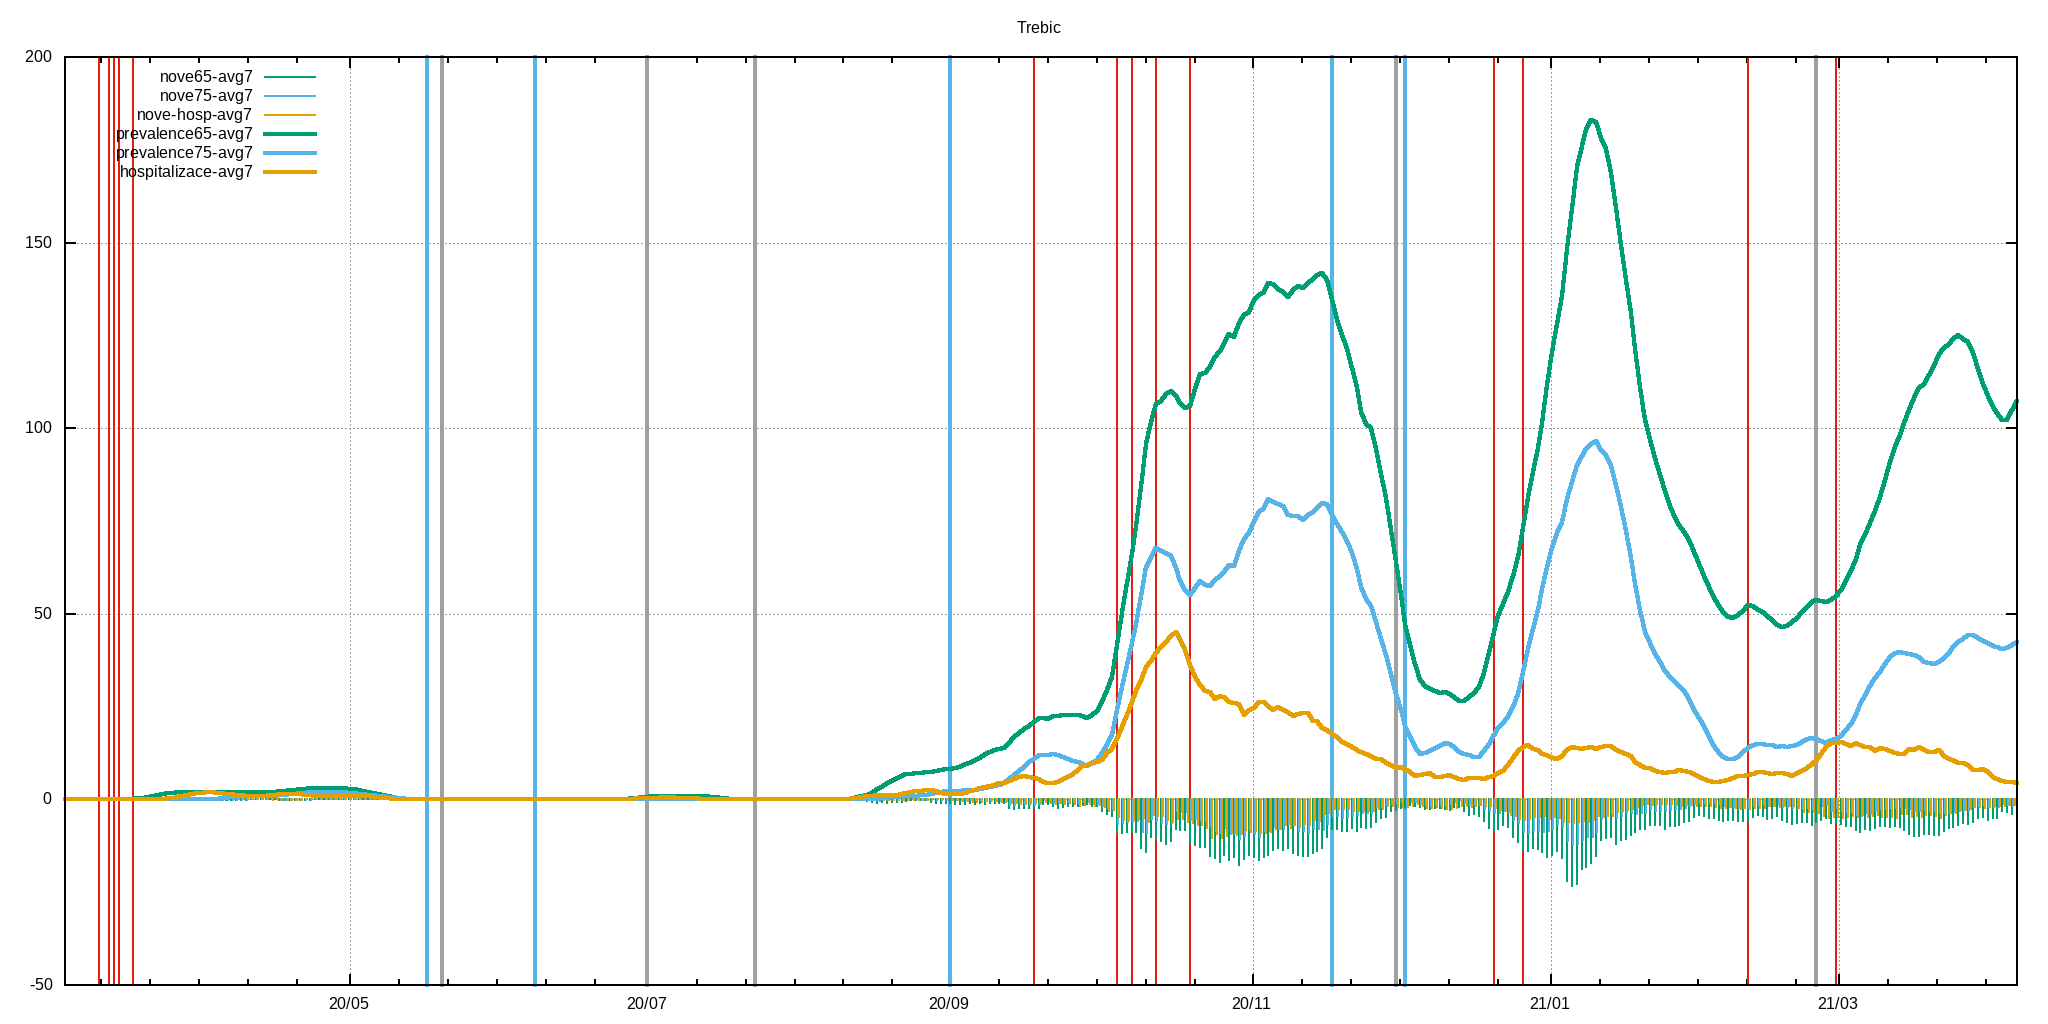 Trebic
200
nove65-avg7
nove75-avg7
nove-hosp-avg7
prevalence65-avg7
prevalence75-avg7
hospitalizace-avg7
150
100
50
0
-50
20/05 20/07 20/09 20/11 21/01 21/03